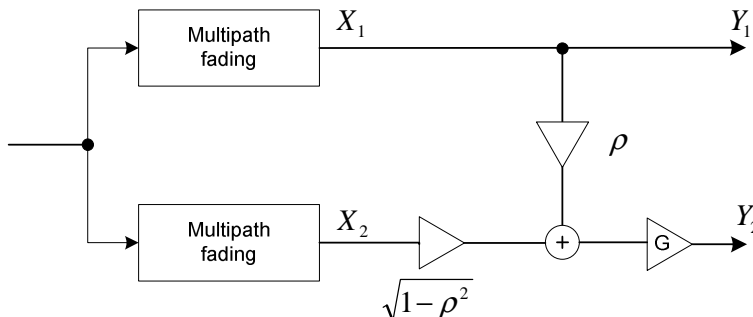 Multipath
fading
X₁
Y₁
ρ
Multipath
fading
X₂
√(1−ρ²)
+
G
Y₂